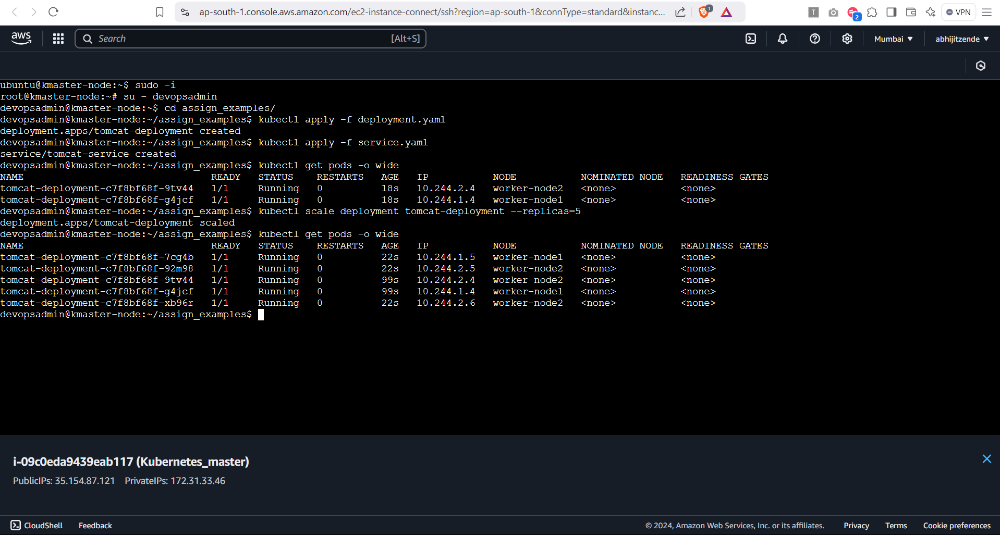 ap-south-1.console.aws.amazon.com/ec2-instance-connect/ssh?region=ap-south-1&connType=standard&instanc...
1
T
2
VPN
aws
Search
[Alt+S]
Mumbai ▼
abhijitzende ▼
ubuntu@kmaster-node:~$ sudo -i
root@kmaster-node:~# su - devopsadmin
devopsadmin@kmaster-node:~$ cd assign_examples/
devopsadmin@kmaster-node:~/assign_examples$ kubectl apply -f deployment.yaml
deployment.apps/tomcat-deployment created
devopsadmin@kmaster-node:~/assign_examples$ kubectl apply -f service.yaml
service/tomcat-service created
devopsadmin@kmaster-node:~/assign_examples$ kubectl get pods -o wide
NAME READY STATUS RESTARTS AGE IP NODE NOMINATED NODE READINESS GATES
tomcat-deployment-c7f8bf68f-9tv44 1/1 Running 0 18s 10.244.2.4 worker-node2 <none> <none>
tomcat-deployment-c7f8bf68f-g4jcf 1/1 Running 0 18s 10.244.1.4 worker-node1 <none> <none>
devopsadmin@kmaster-node:~/assign_examples$ kubectl scale deployment tomcat-deployment --replicas=5
deployment.apps/tomcat-deployment scaled
devopsadmin@kmaster-node:~/assign_examples$ kubectl get pods -o wide
NAME READY STATUS RESTARTS AGE IP NODE NOMINATED NODE READINESS GATES
tomcat-deployment-c7f8bf68f-7cg4b 1/1 Running 0 22s 10.244.1.5 worker-node1 <none> <none>
tomcat-deployment-c7f8bf68f-92m98 1/1 Running 0 22s 10.244.2.5 worker-node2 <none> <none>
tomcat-deployment-c7f8bf68f-9tv44 1/1 Running 0 99s 10.244.2.4 worker-node2 <none> <none>
tomcat-deployment-c7f8bf68f-g4jcf 1/1 Running 0 99s 10.244.1.4 worker-node1 <none> <none>
tomcat-deployment-c7f8bf68f-xb96r 1/1 Running 0 22s 10.244.2.6 worker-node2 <none> <none>
devopsadmin@kmaster-node:~/assign_examples$
i-09c0eda9439eab117 (Kubernetes_master)
PublicIPs: 35.154.87.121 PrivateIPs: 172.31.33.46
CloudShell Feedback © 2024, Amazon Web Services, Inc. or its affiliates. Privacy Terms Cookie preferences